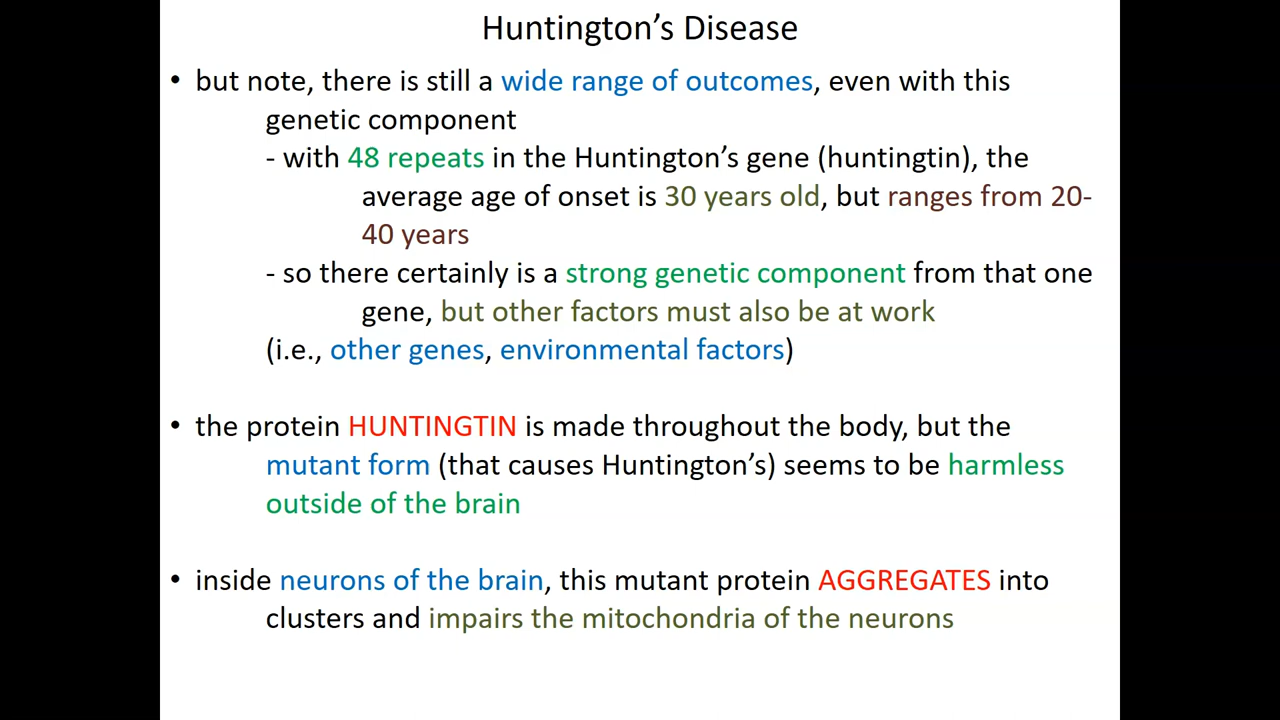 Huntington’s Disease
• but note, there is still a wide range of outcomes, even with this
genetic component
- with 48 repeats in the Huntington’s gene (huntingtin), the
average age of onset is 30 years old, but ranges from 20-
40 years
- so there certainly is a strong genetic component from that one
gene, but other factors must also be at work
(i.e., other genes, environmental factors)
• the protein HUNTINGTIN is made throughout the body, but the
mutant form (that causes Huntington’s) seems to be harmless
outside of the brain
• inside neurons of the brain, this mutant protein AGGREGATES into
clusters and impairs the mitochondria of the neurons